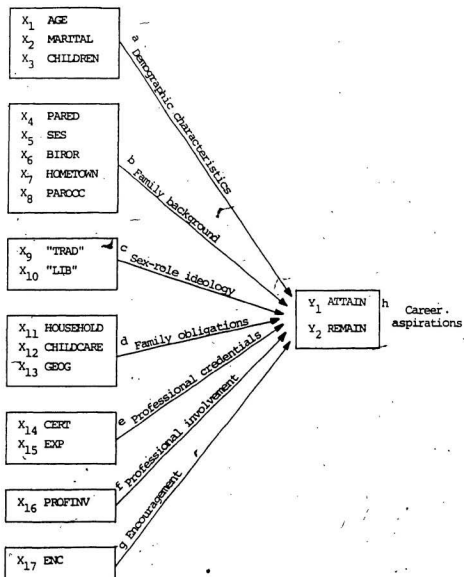 X1 AGE
X2 MARITAL
X3 CHILDREN
a Demographic characteristics
X4 PARED
X5 SES
X6 BIROR
X7 HOMETOWN
X8 PAROCC
b Family background
X9 "TRAD"
X10 "LIB"
c Sex-role ideology
X11 HOUSEHOLD
X12 CHILDCARE
X13 GEOG
d Family obligations
X14 CERT
X15 EXP
e Professional credentials
X16 PROFINV
f Professional involvement
X17 ENC
g Encouragement
Y1 ATTAIN
Y2 REMAIN
h Career
aspirations